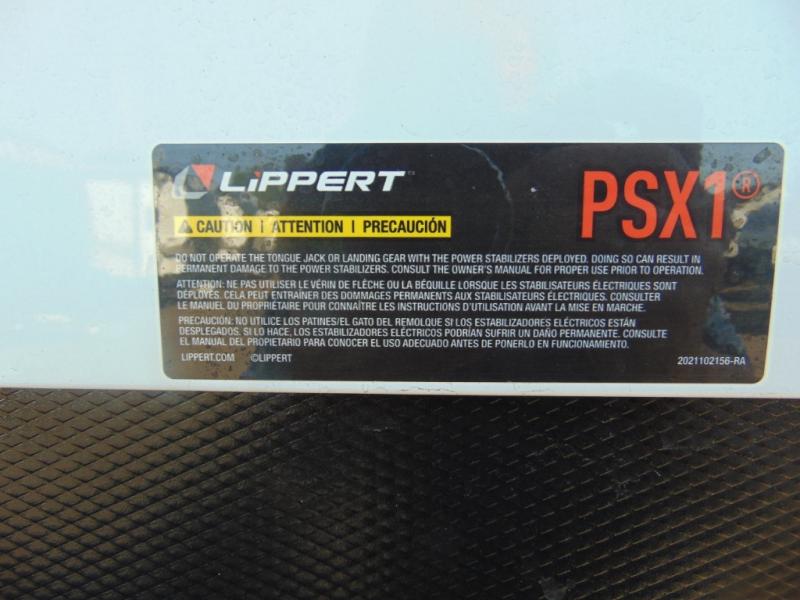 LiPPERT
PSX1®
CAUTION | ATTENTION | PRECAUCIÓN
DO NOT OPERATE THE TONGUE JACK OR LANDING GEAR WITH THE POWER STABILIZERS DEPLOYED. DOING SO CAN RESULT IN
PERMANENT DAMAGE TO THE POWER STABILIZERS. CONSULT THE OWNER'S MANUAL FOR PROPER USE PRIOR TO OPERATION.
ATTENTION: NE PAS UTILISER LE VÉRIN DE FLÈCHE OU LA BÉQUILLE LORSQUE LES STABILISATEURS ÉLECTRIQUES SONT
DÉPLOYÉS. CELA PEUT ENTRAÎNER DES DOMMAGES PERMANENTS AUX STABILISATEURS ÉLECTRIQUES. CONSULTER
LE MANUEL DU PROPRIÉTAIRE POUR CONNAÎTRE LES INSTRUCTIONS D'UTILISATION AVANT LA MISE EN MARCHE.
PRECAUCIÓN: NO UTILICE LOS PATINES/EL GATO DEL REMOLQUE SI LOS ESTABILIZADORES ELÉCTRICOS ESTÁN
DESPLEGADOS. SI LO HACE, LOS ESTABILIZADORES ELÉCTRICOS PODRÍAN SUFRIR UN DAÑO PERMANENTE. CONSULTE
EL MANUAL DEL PROPIETARIO PARA CONOCER EL USO ADECUADO ANTES DE PONERLO EN FUNCIONAMIENTO.
LIPPERT.COM ©LIPPERT
2021102156-RA